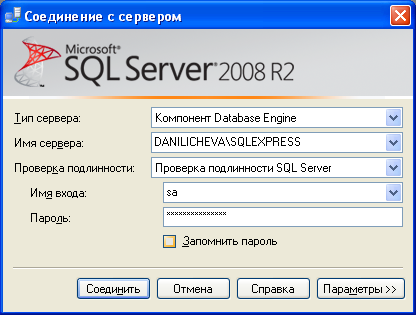 Соединение с сервером
Microsoft®
SQL Server® 2008 R2
Тип сервера: Компонент Database Engine
Имя сервера: DANILICHEVA\SQLEXPRESS
Проверка подлинности: Проверка подлинности SQL Server
Имя входа: sa
Пароль: ***************
Запомнить пароль
Соединить Отмена Справка Параметры >>